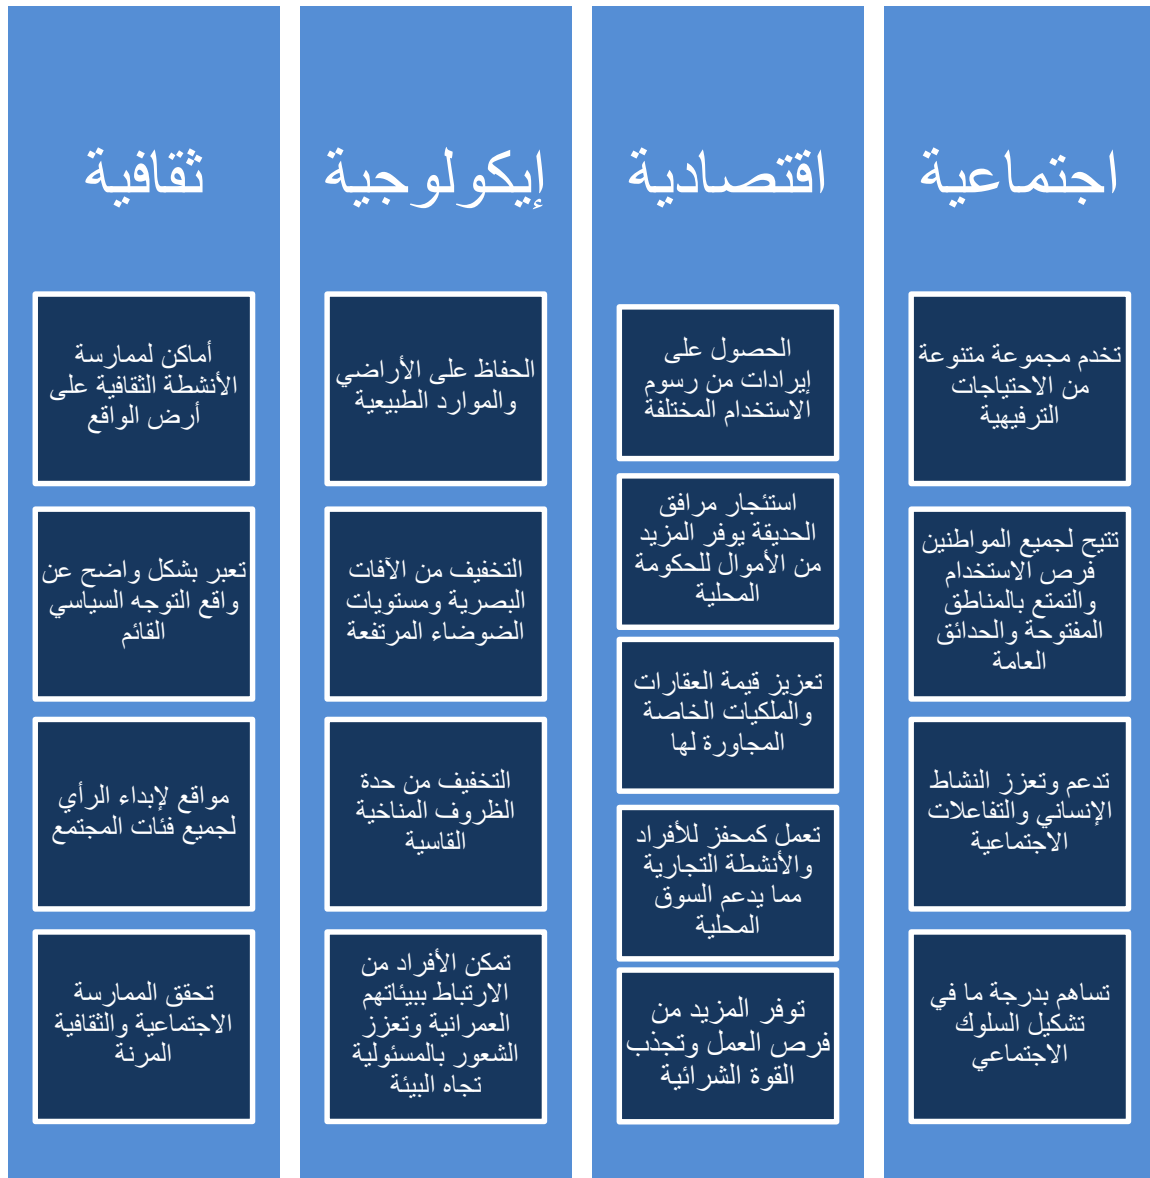 اجتماعية
تخدم مجموعة متنوعة
من الاحتياجات
الترفيهية
تتيح لجميع المواطنين
فرص الاستخدام
والتمتع بالمناطق
المفتوحة والحدائق
العامة
تدعم وتعزز النشاط
الإنساني والتفاعلات
الاجتماعية
تساهم بدرجة ما في
تشكيل السلوك
الاجتماعي
اقتصادية
الحصول على
إيرادات من رسوم
الاستخدام المختلفة
استئجار مرافق
الحديقة يوفر المزيد
من الأموال للحكومة
المحلية
تعزيز قيمة العقارات
والملكيات الخاصة
المجاورة لها
تعمل كمحفز للأفراد
والأنشطة التجارية
مما يدعم السوق
المحلية
توفر المزيد من
فرص العمل وتجذب
القوة الشرائية
إيكولوجية
الحفاظ على الأراضي
والموارد الطبيعية
التخفيف من الآفات
البصرية ومستويات
الضوضاء المرتفعة
التخفيف من حدة
الظروف المناخية
القاسية
تمكن الأفراد من
الارتباط ببيئاتهم
العمرانية وتعزز
الشعور بالمسئولية
تجاه البيئة
ثقافية
أماكن لممارسة
الأنشطة الثقافية على
أرض الواقع
تعبر بشكل واضح عن
واقع التوجه السياسي
القائم
مواقع لإبداء الرأي
لجميع فئات المجتمع
تحقق الممارسة
الاجتماعية والثقافية
المرنة